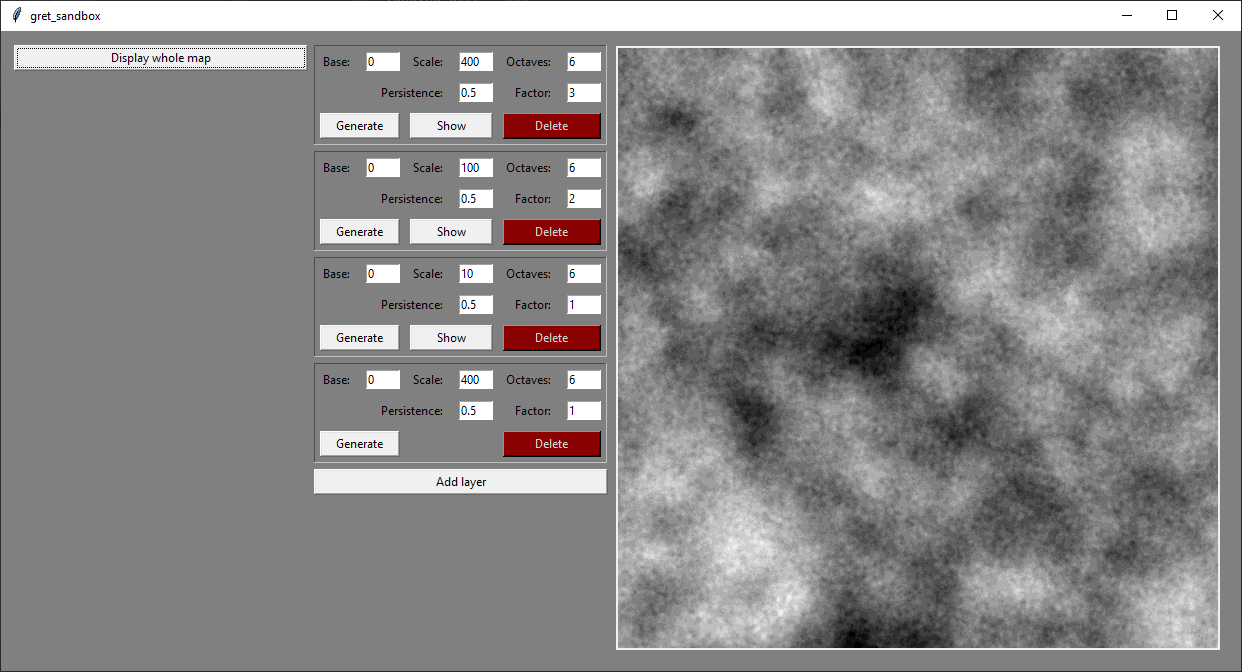 gret_sandbox
Display whole map
Base: 0 Scale: 400 Octaves: 6
Persistence: 0.5 Factor: 3
Generate Show Delete
Base: 0 Scale: 100 Octaves: 6
Persistence: 0.5 Factor: 2
Generate Show Delete
Base: 0 Scale: 10 Octaves: 6
Persistence: 0.5 Factor: 1
Generate Show Delete
Base: 0 Scale: 400 Octaves: 6
Persistence: 0.5 Factor: 1
Generate Delete
Add layer